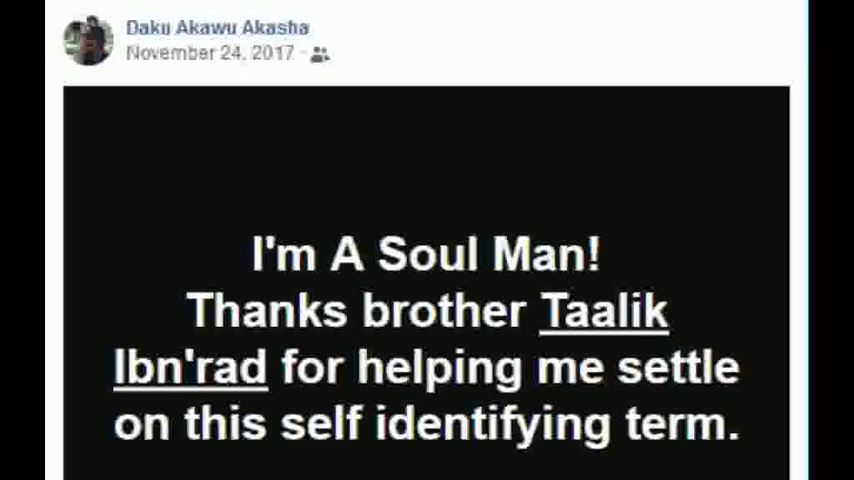 Daku Akawu Akasha
November 24, 2017 ·
I'm A Soul Man!
Thanks brother Taalik
Ibn'rad for helping me settle
on this self identifying term.